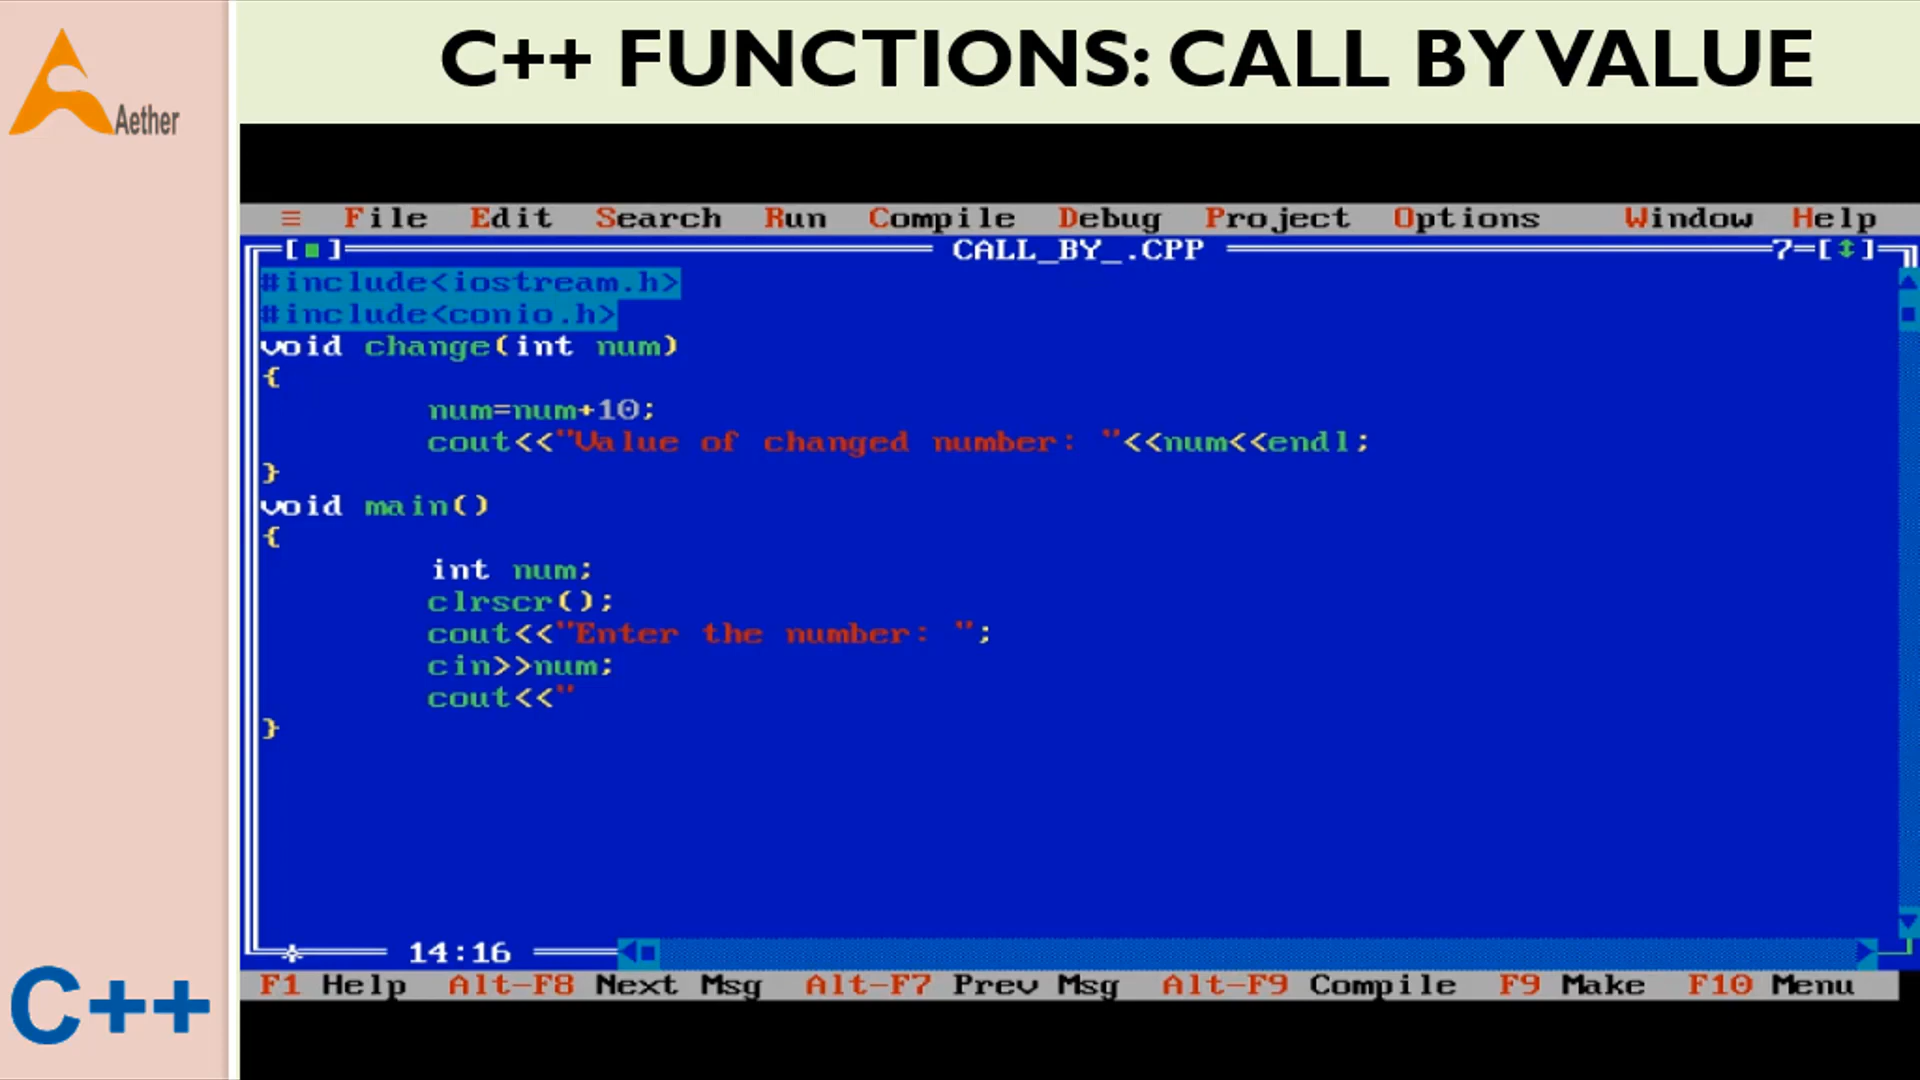 C++ FUNCTIONS: CALL BY VALUE
Aether
≡ File Edit Search Run Compile Debug Project Options Window Help
[■] CALL_BY_.CPP 7=[↕]
#include<iostream.h>
#include<conio.h>
void change(int num)
{
num=num+10;
cout<<"Value of changed number: "<<num<<endl;
}
void main()
{
int num;
clrscr();
cout<<"Enter the number: ";
cin>>num;
cout<<"
}
14:16
F1 Help Alt-F8 Next Msg Alt-F7 Prev Msg Alt-F9 Compile F9 Make F10 Menu
C++